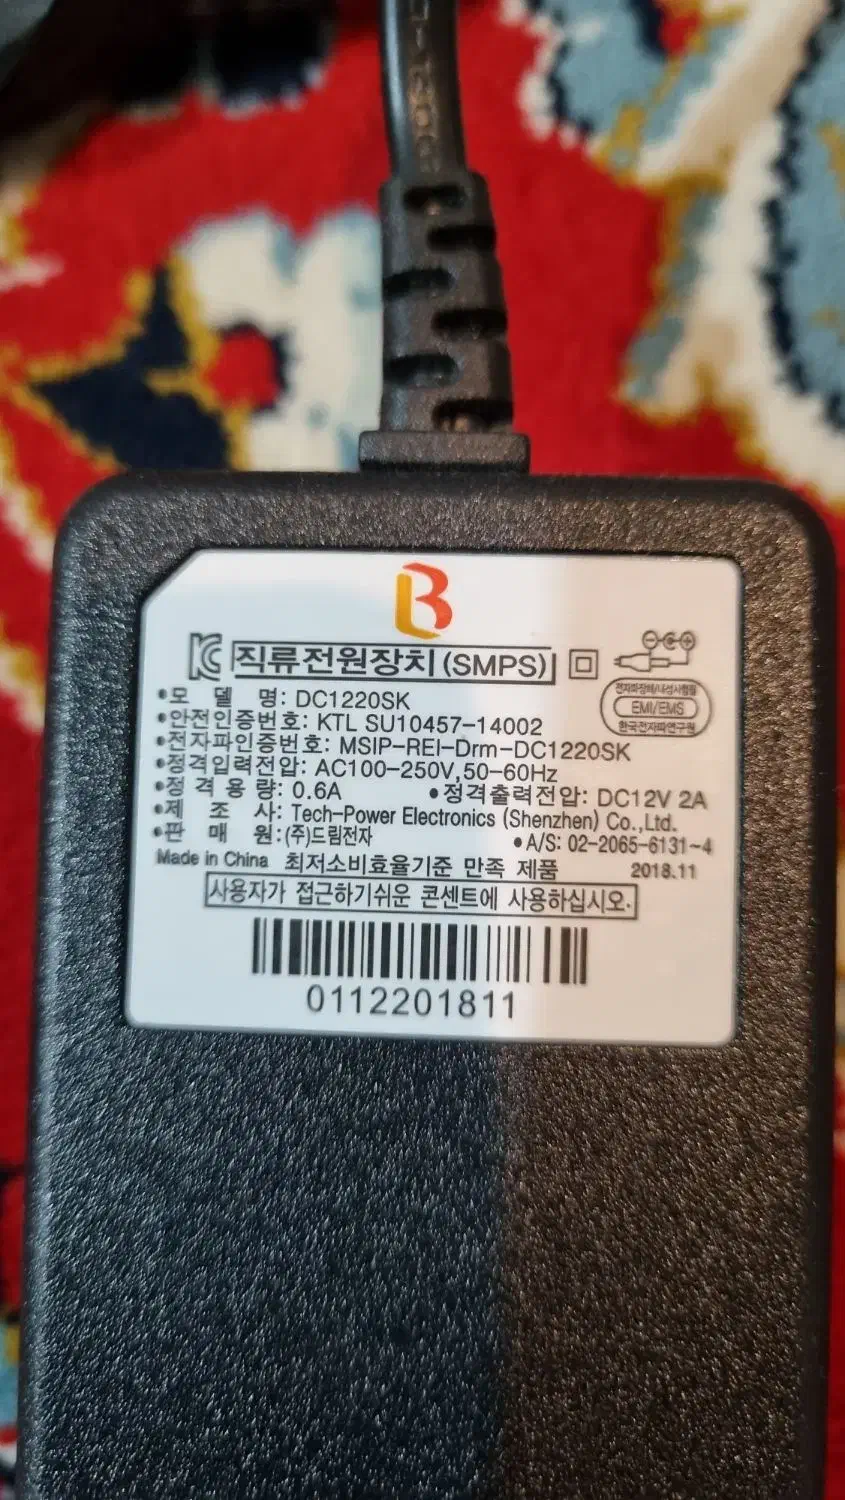 B
KC 직류전원장치(SMPS)
•모 델 명: DC1220SK
•안전인증번호: KTL SU10457-14002
•전자파인증번호: MSIP-REI-Drm-DC1220SK
•정격입력전압: AC100-250V,50-60Hz
•정격용량: 0.6A •정격출력전압: DC12V 2A
•제 조 사: Tech-Power Electronics (Shenzhen) Co.,Ltd.
•판 매 원:(주)드림전자 •A/S: 02-2065-6131~4
Made in China 최저소비효율기준 만족 제품 2018.11
사용자가 접근하기쉬운 콘센트에 사용하십시오.
0112201811
전자파장해/내성시험필
EMI/EMS
한국전자파연구원